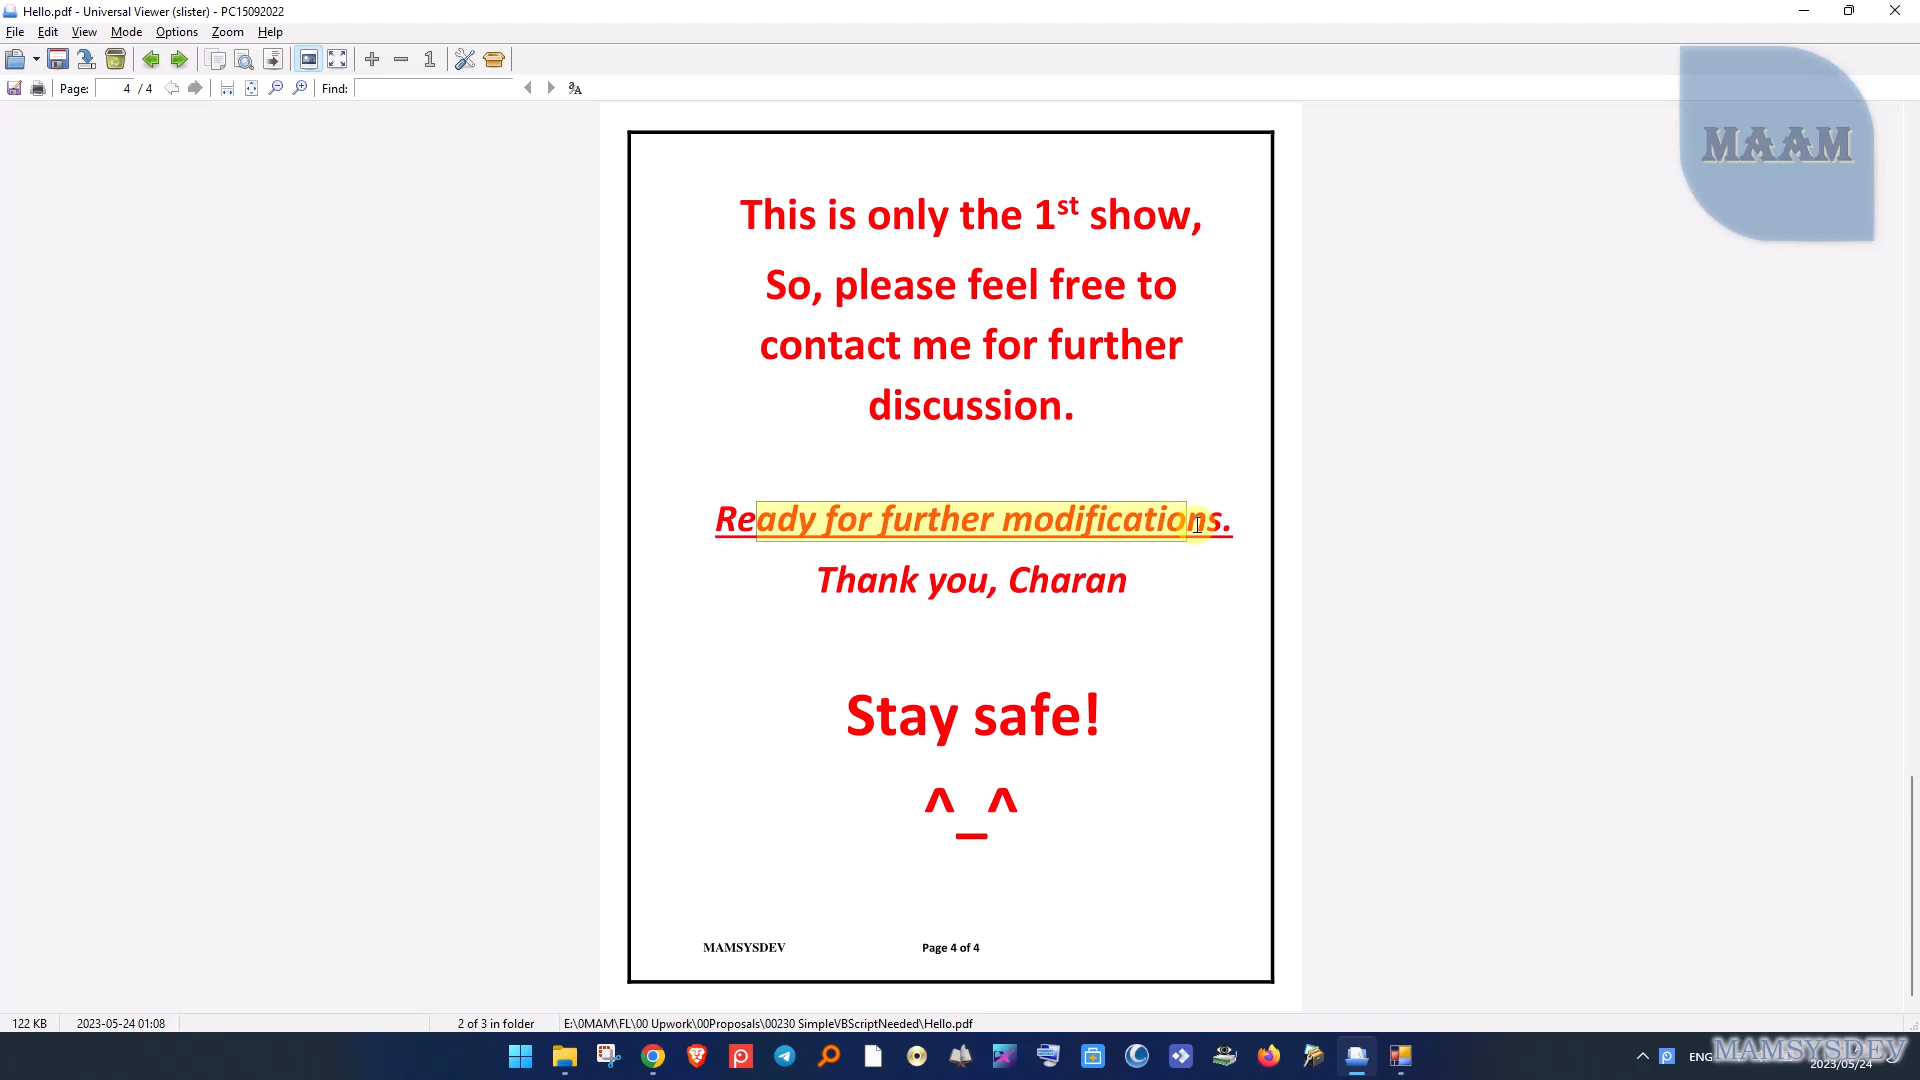 Hello.pdf - Universal Viewer (slister) - PC15092022
File Edit View Mode Options Zoom Help
1
Page: 4 / 4 Find:
MAAM
This is only the 1st show,
So, please feel free to
contact me for further
discussion.
Ready for further modifications.
Thank you, Charan
Stay safe!
^_^
MAMSYSDEV Page 4 of 4
122 KB 2023-05-24 01:08 2 of 3 in folder E:\0MAM\FL\00 Upwork\00Proposals\00230 SimpleVBScriptNeeded\Hello.pdf
ENG MAMSYSDEV
2023/05/24